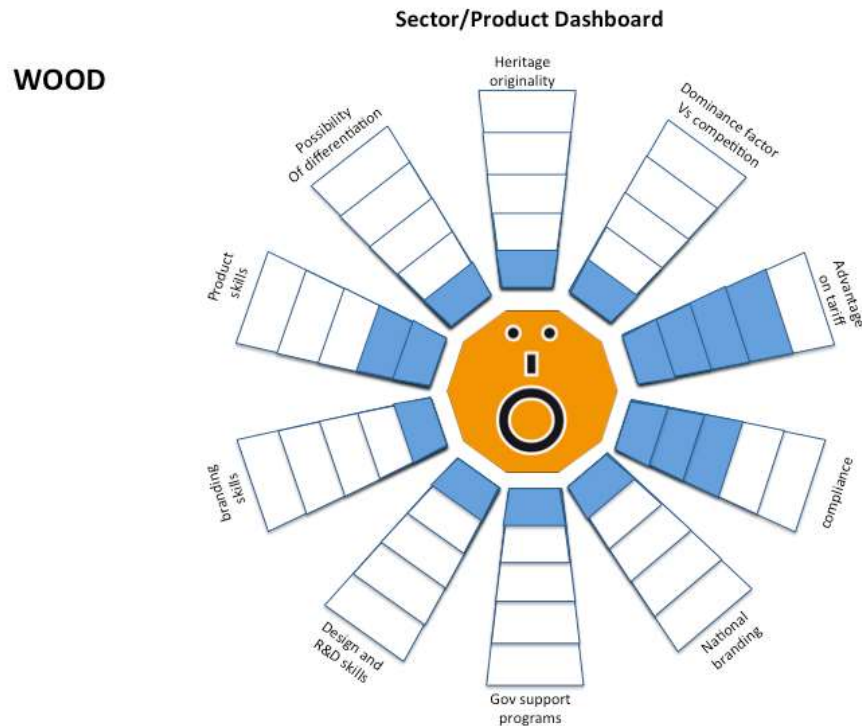 Sector/Product Dashboard
WOOD
Heritage
originality
Dominance factor
Vs competition
Advantage
on tariff
compliance
National
branding
Gov support
programs
Design and
R&D skills
branding
skills
Product
skills
Possibility
Of differentiation